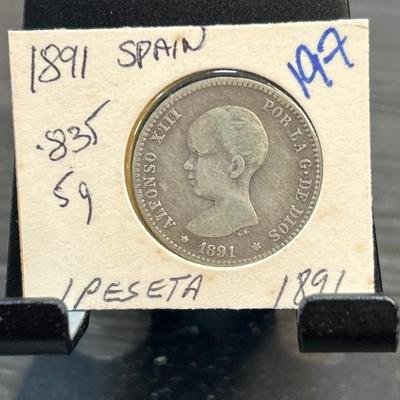 1891 SPAIN
197
.835
5g
ALFONSO XIII POR LA G. DE DIOS
* 1891 *
1 PESETA 1891